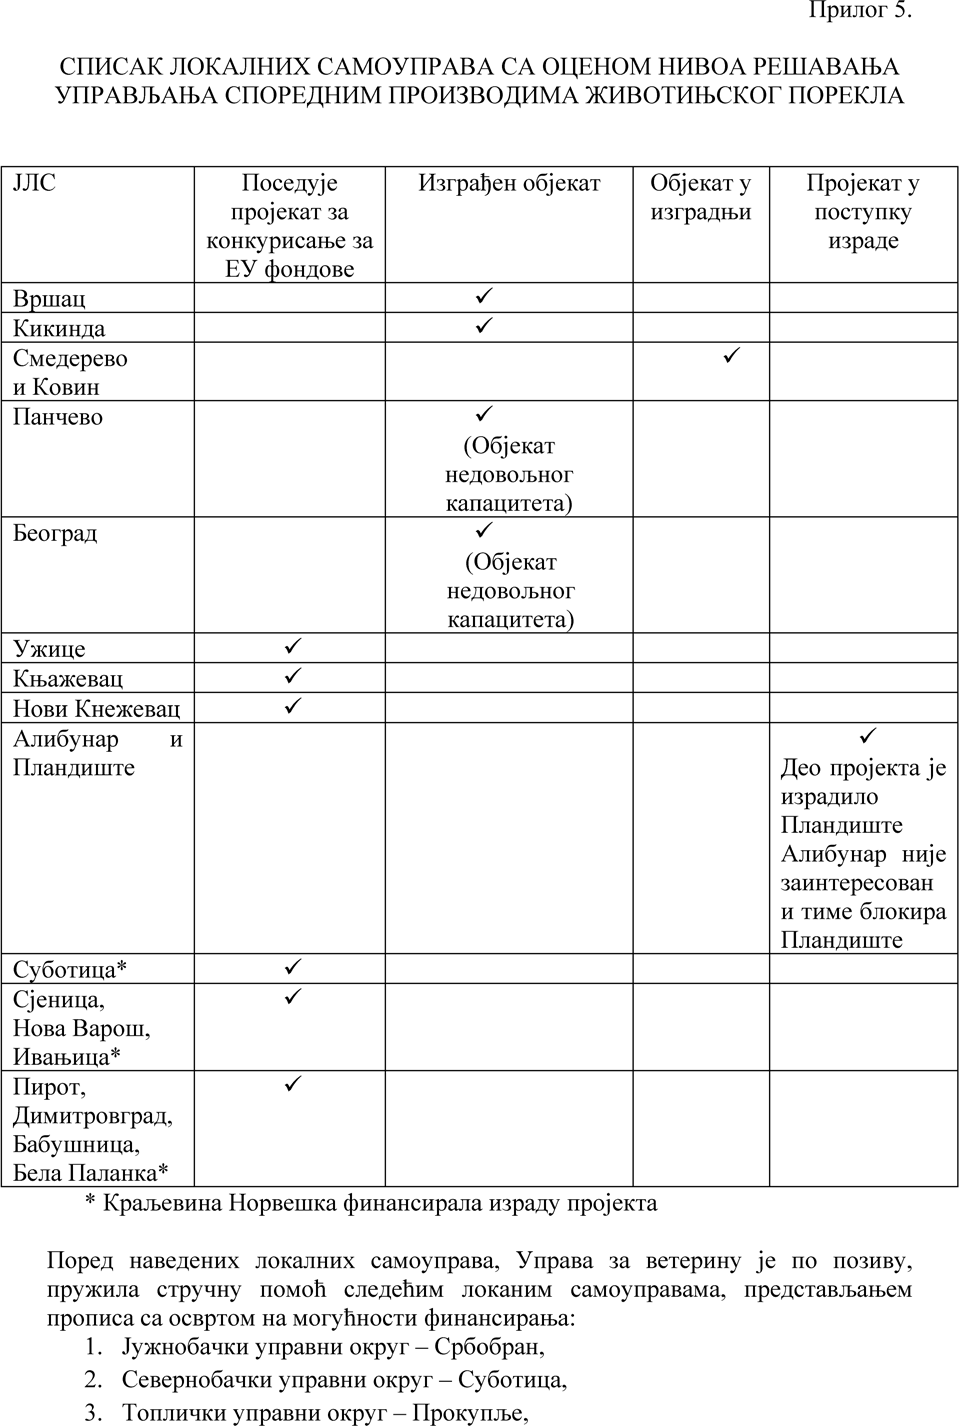 Прилог 5.
СПИСАК ЛОКАЛНИХ САМОУПРАВА СА ОЦЕНОМ НИВОА РЕШАВАЊА
УПРАВЉАЊА СПОРЕДНИМ ПРОИЗВОДИМА ЖИВОТИЊСКОГ ПОРЕКЛА
ЈЛС
Поседује
пројекат за
конкурисање за
ЕУ фондове
Изграђен објекат
Објекат у
изградњи
Пројекат у
поступку
израде
Вршац
✓
Кикинда
✓
Смедерево
и Ковин
✓
Панчево
✓
(Објекат
недовољног
капацитета)
Београд
✓
(Објекат
недовољног
капацитета)
Ужице
✓
Књажевац
✓
Нови Кнежевац
✓
Алибунар и
Пландиште
✓
Део пројекта је
израдило
Пландиште
Алибунар није
заинтересован
и тиме блокира
Пландиште
Суботица*
✓
Сјеница,
Нова Варош,
Ивањица*
✓
Пирот,
Димитровград,
Бабушница,
Бела Паланка*
✓
* Краљевина Норвешка финансирала израду пројекта
Поред наведених локалних самоуправа, Управа за ветерину је по позиву,
пружила стручну помоћ следећим локаним самоуправама, представљањем
прописа са освртом на могућности финансирања:
1. Јужнобачки управни округ – Србобран,
2. Севернобачки управни округ – Суботица,
3. Топлички управни округ – Прокупље,